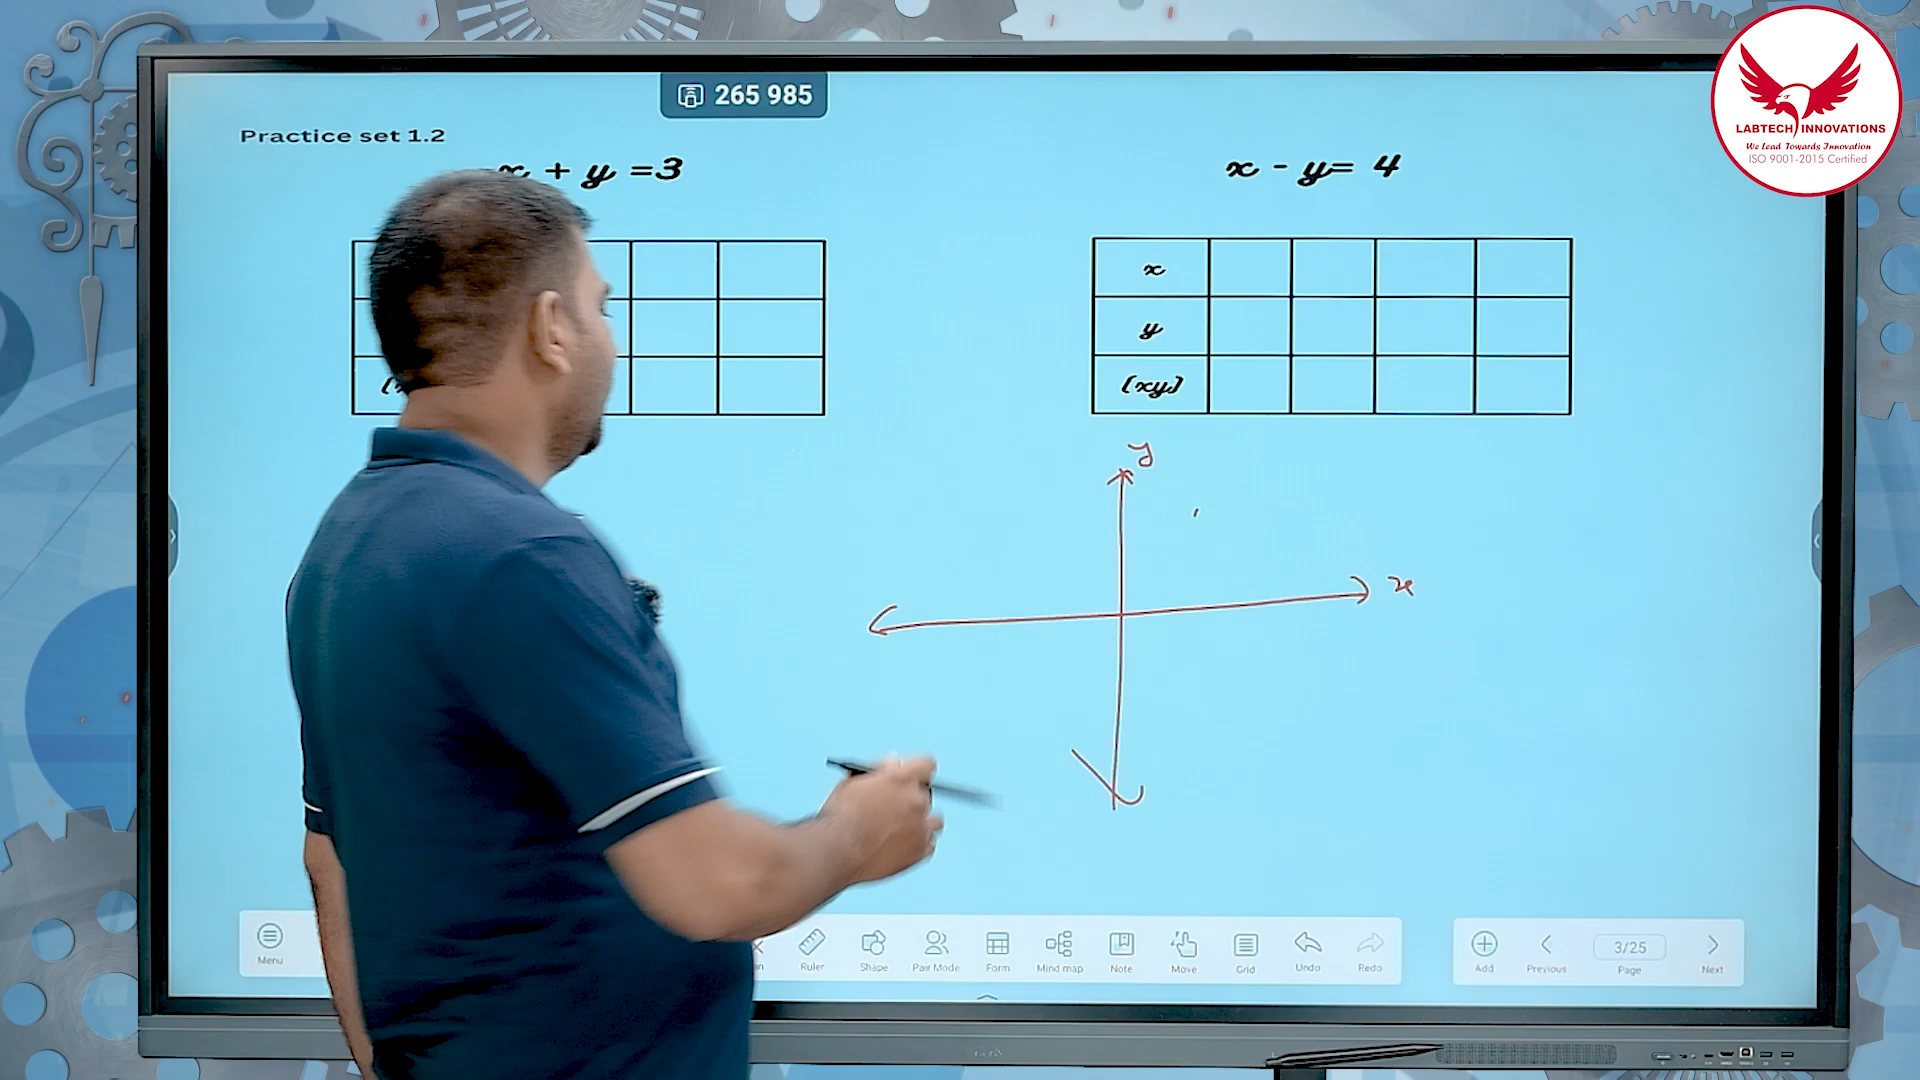 265 985
LABTECH INNOVATIONS
We Lead Towards Innovation
ISO 9001-2015 Certified
Practice set 1.2
x + y =3
x - y= 4
x
y
(xy)
y
x
Menu
Ruler
Shape
Pair Mode
Form
Mind map
Note
Move
Grid
Undo
Redo
Add
Previous
3/25
Page
Next